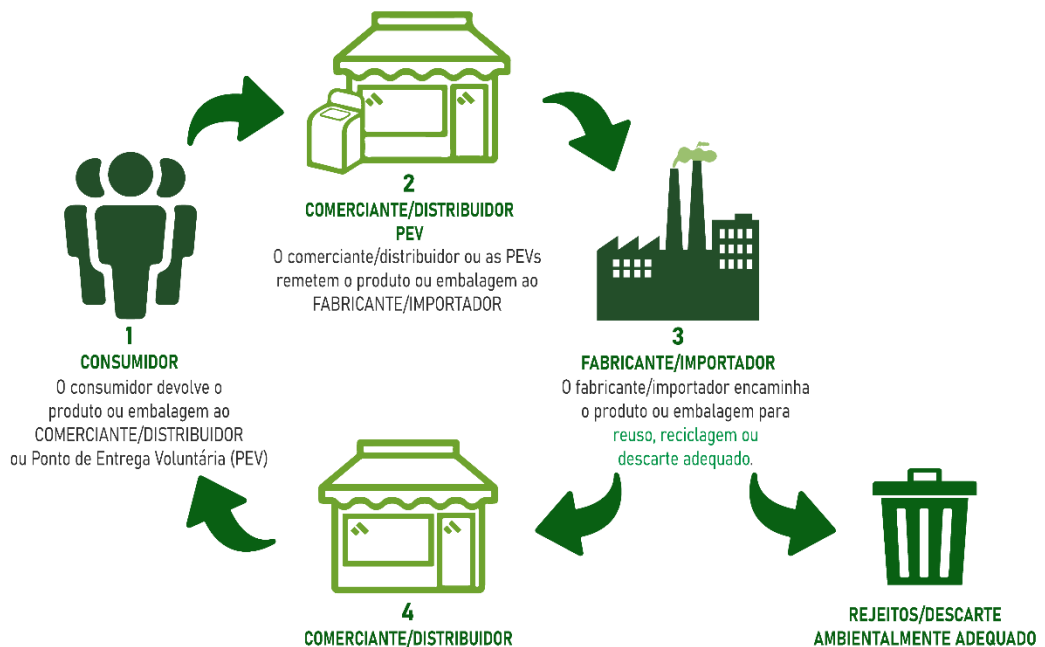 1
CONSUMIDOR
O consumidor devolve o
produto ou embalagem ao
COMERCIANTE/DISTRIBUIDOR
ou Ponto de Entrega Voluntária (PEV)
2
COMERCIANTE/DISTRIBUIDOR
PEV
O comerciante/distribuidor ou as PEVs
remetem o produto ou embalagem ao
FABRICANTE/IMPORTADOR
3
FABRICANTE/IMPORTADOR
O fabricante/importador encaminha
o produto ou embalagem para
reuso, reciclagem ou
descarte adequado.
4
COMERCIANTE/DISTRIBUIDOR
REJEITOS/DESCARTE
AMBIENTALMENTE ADEQUADO